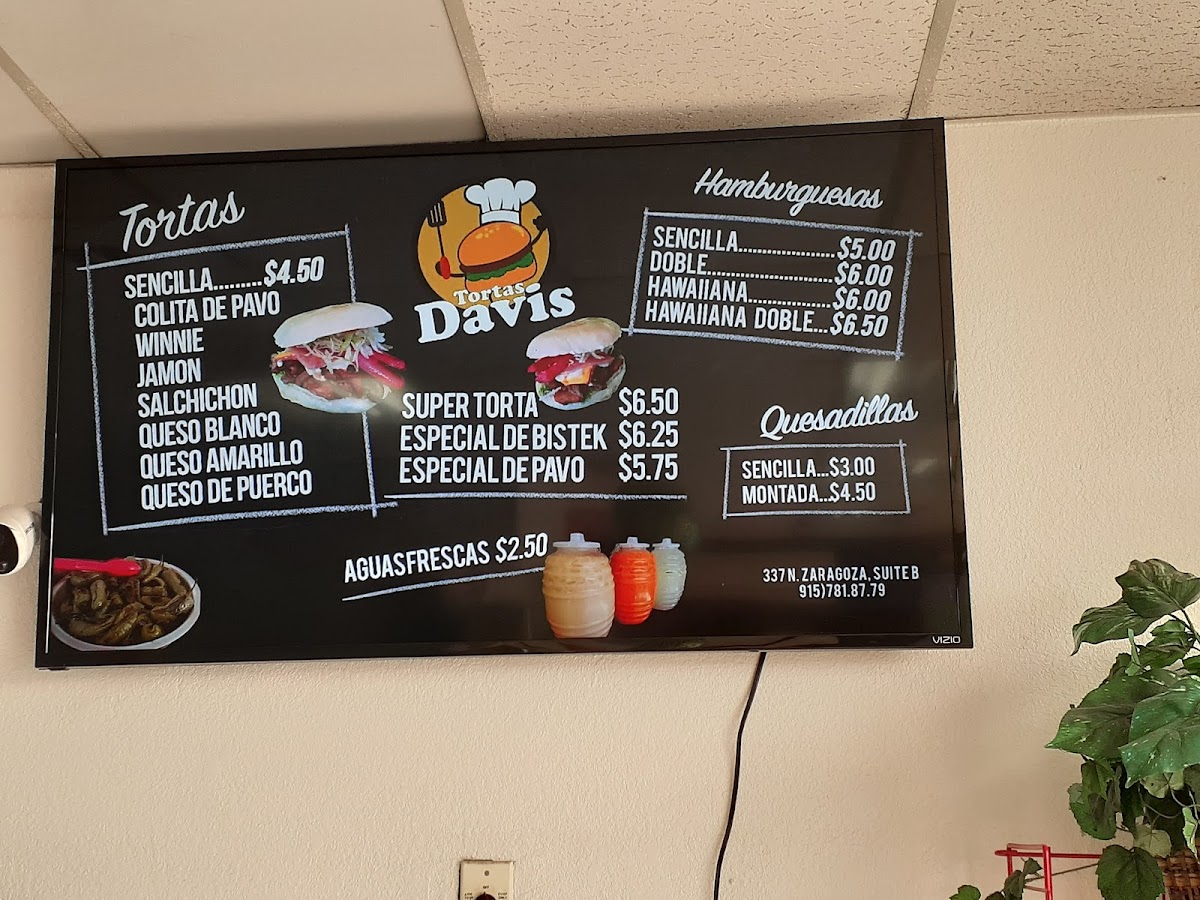 Tortas
SENCILLA.........$4.50
COLITA DE PAVO
WINNIE
JAMON
SALCHICHON
QUESO BLANCO
QUESO AMARILLO
QUESO DE PUERCO
Tortas
Davis
SUPER TORTA $6.50
ESPECIAL DE BISTEK $6.25
ESPECIAL DE PAVO $5.75
AGUAS FRESCAS $2.50
Hamburguesas
SENCILLA....................$5.00
DOBLE..........................$6.00
HAWAIIANA.................$6.00
HAWAIIANA DOBLE...$6.50
Quesadillas
SENCILLA...$3.00
MONTADA...$4.50
337 N. ZARAGOZA, SUITE B
915)781.87.79
VIZIO